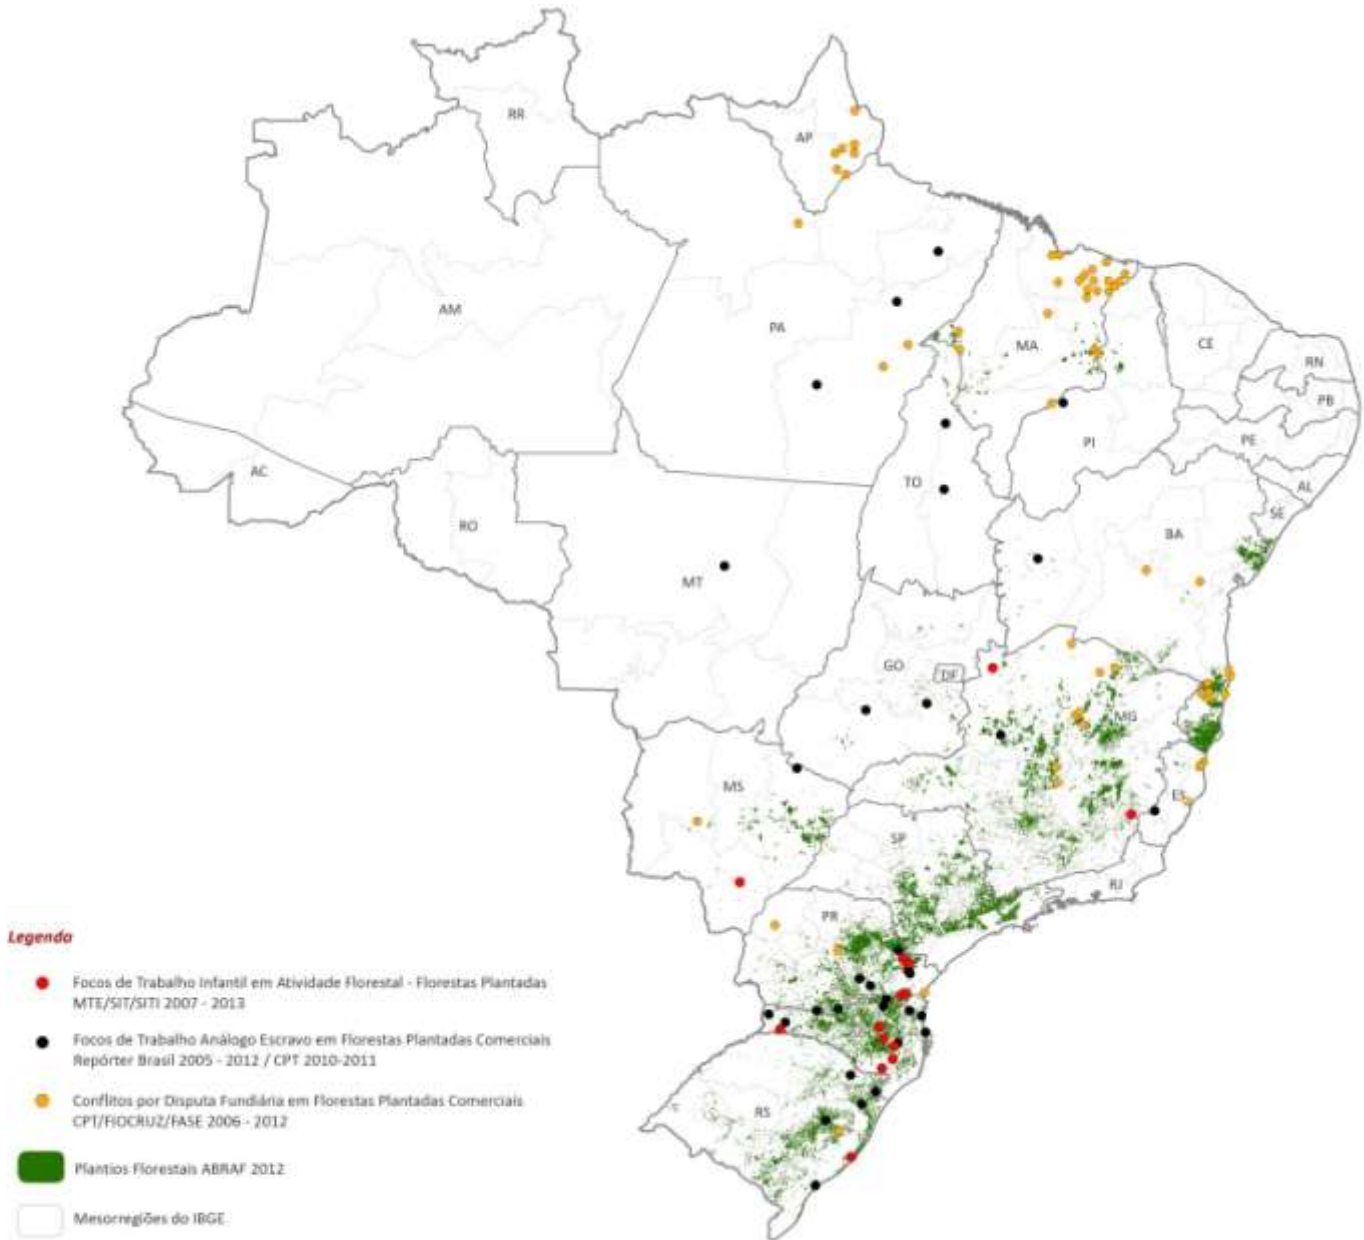 RR
AP
AM
PA
MA
CE
RN
PB
PI
PE
AC
AL
TO
SE
RO
BA
MT
GO
DF
MG
MS
ES
SP
RJ
PR
RS
Legenda
Focos de Trabalho Infantil em Atividade Florestal - Florestas Plantadas
MTE/SIT/SITI 2007 - 2013
Focos de Trabalho Análogo Escravo em Florestas Plantadas Comerciais
Repórter Brasil 2005 - 2012 / CPT 2010-2011
Conflitos por Disputa Fundiária em Florestas Plantadas Comerciais
CPT/FIOCRUZ/FASE 2006 - 2012
Plantios Florestais ABRAF 2012
Mesorregiões do IBGE